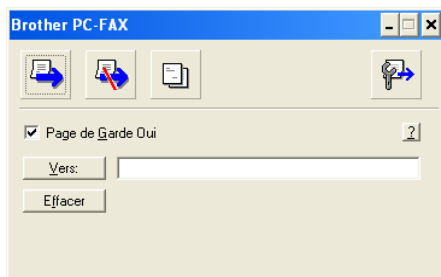 Brother PC-FAX
Page de Garde Oui
?
Vers:
Effacer